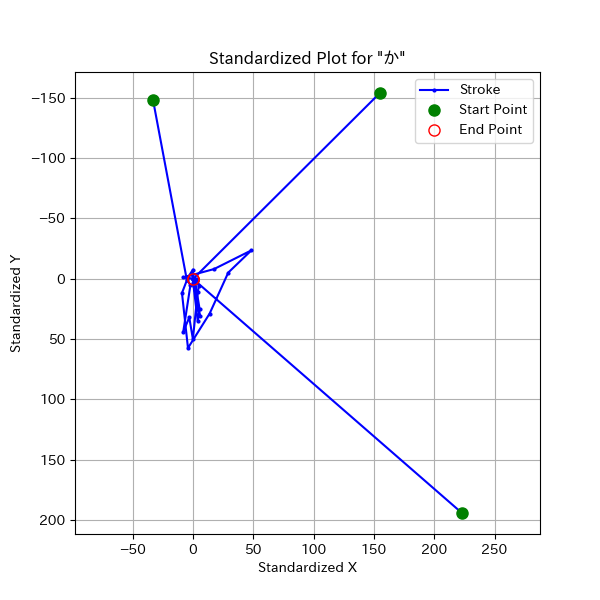 Standardized Plot for "か"
Stroke
Start Point
End Point
Standardized Y
−150
−100
−50
0
50
100
150
200
−50 0 50 100 150 200 250
Standardized X